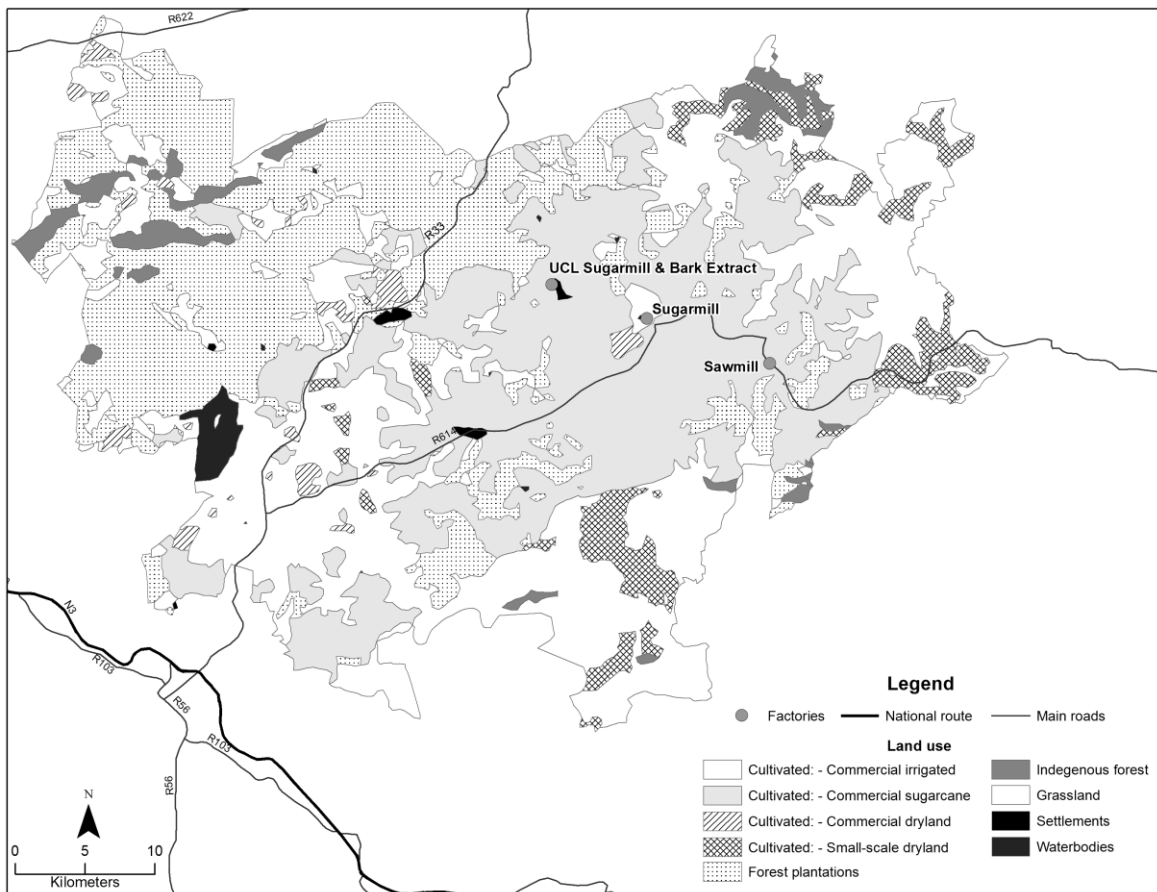 R622
R33
UCL Sugarmill & Bark Extract
Sugarmill
Sawmill
R614
N3
R103
R56
R103
R56
Legend
Factories
National route
Main roads
Land use
Cultivated: - Commercial irrigated
Indegenous forest
Cultivated: - Commercial sugarcane
Grassland
Cultivated: - Commercial dryland
Settlements
Cultivated: - Small-scale dryland
Waterbodies
Forest plantations
N
0 5 10
Kilometers